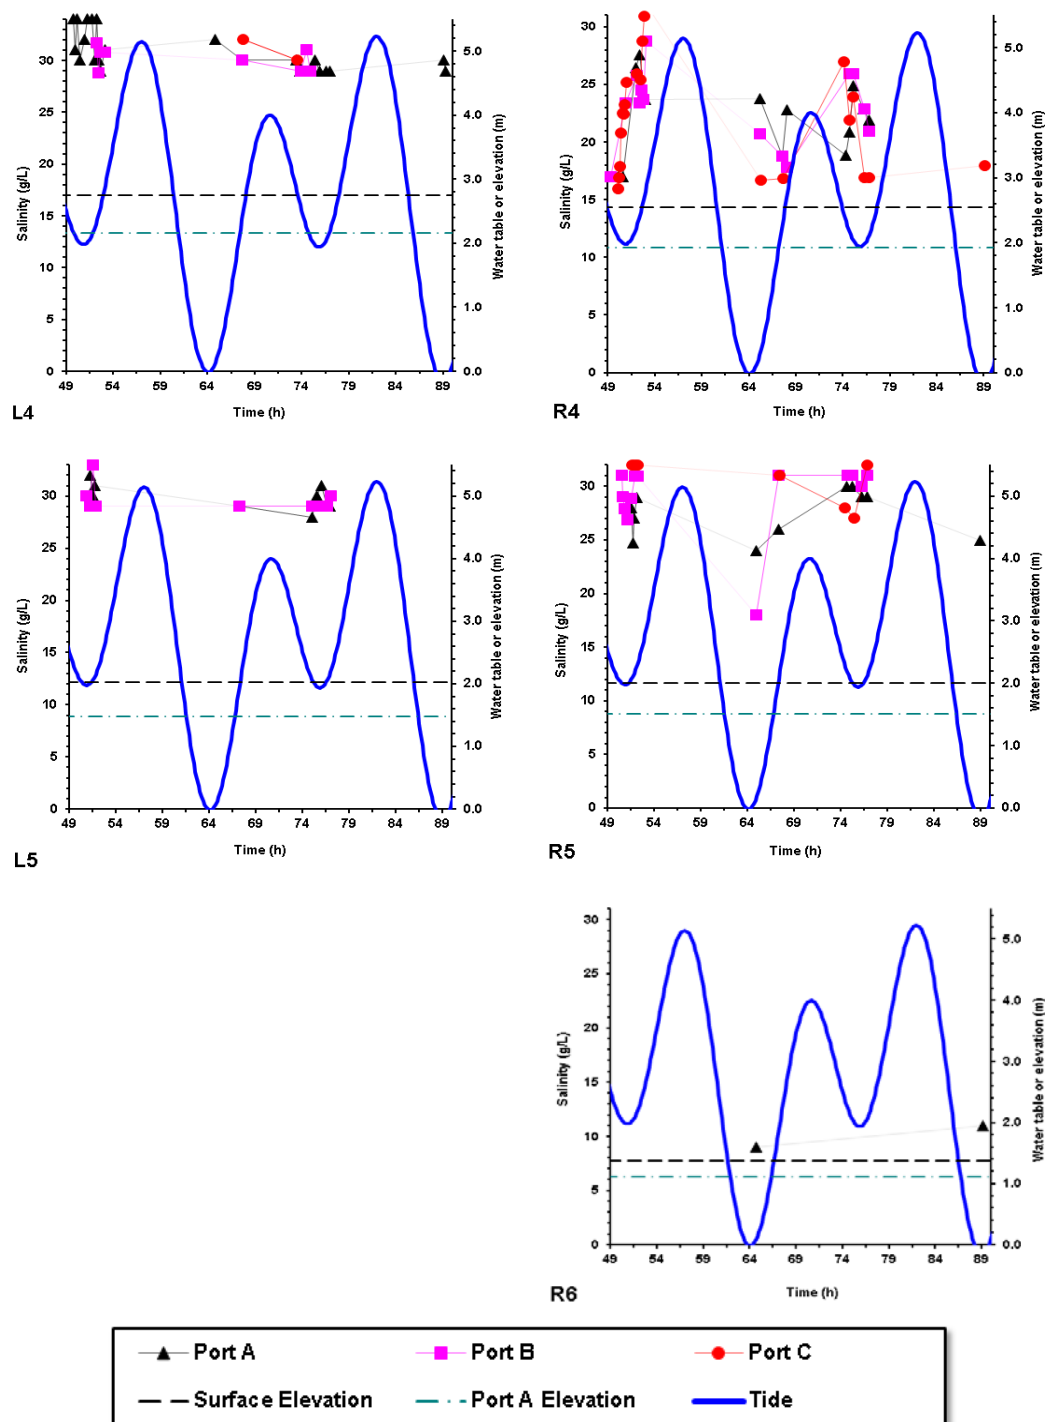 Salinity (g/L)
30
25
20
15
10
5
0
5.0
4.0
3.0
2.0
1.0
0.0
Water table or elevation (m)
49 54 59 64 69 74 79 84 89
Time (h)
L4
Salinity (g/L)
30
25
20
15
10
5
0
5.0
4.0
3.0
2.0
1.0
0.0
Water table or elevation (m)
49 54 59 64 69 74 79 84 89
Time (h)
R4
Salinity (g/L)
30
25
20
15
10
5
0
5.0
4.0
3.0
2.0
1.0
0.0
Water table or elevation (m)
49 54 59 64 69 74 79 84 89
Time (h)
L5
Salinity (g/L)
30
25
20
15
10
5
0
5.0
4.0
3.0
2.0
1.0
0.0
Water table or elevation (m)
49 54 59 64 69 74 79 84 89
Time (h)
R5
Salinity (g/L)
30
25
20
15
10
5
0
5.0
4.0
3.0
2.0
1.0
0.0
Water table or elevation (m)
49 54 59 64 69 74 79 84 89
Time (h)
R6
Port A Port B Port C
Surface Elevation Port A Elevation Tide